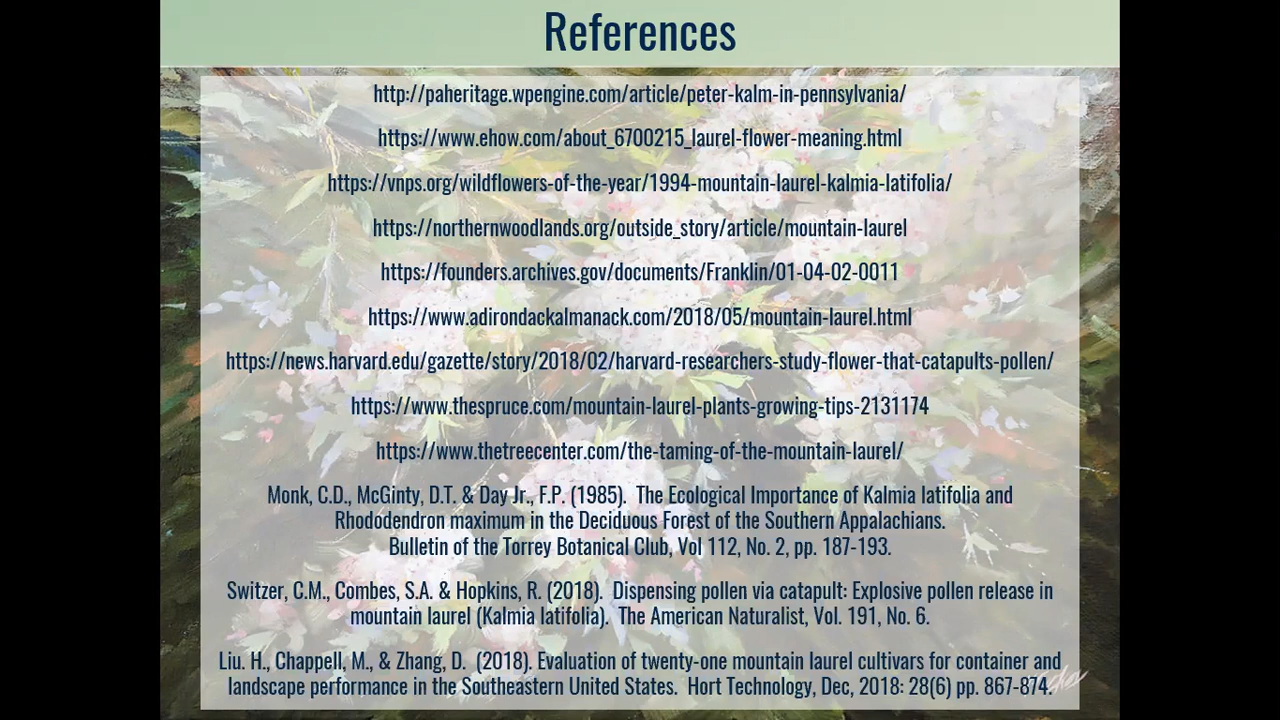 References
http://paheritage.wpengine.com/article/peter-kalm-in-pennsylvania/
https://www.ehow.com/about_6700215_laurel-flower-meaning.html
https://vnps.org/wildflowers-of-the-year/1994-mountain-laurel-kalmia-latifolia/
https://northernwoodlands.org/outside_story/article/mountain-laurel
https://founders.archives.gov/documents/Franklin/01-04-02-0011
https://www.adirondackalmanack.com/2018/05/mountain-laurel.html
https://news.harvard.edu/gazette/story/2018/02/harvard-researchers-study-flower-that-catapults-pollen/
https://www.thespruce.com/mountain-laurel-plants-growing-tips-2131174
https://www.thetreecenter.com/the-taming-of-the-mountain-laurel/
Monk, C.D., McGinty, D.T. & Day Jr., F.P. (1985).  The Ecological Importance of Kalmia latifolia and
Rhododendron maximum in the Deciduous Forest of the Southern Appalachians.
Bulletin of the Torrey Botanical Club, Vol 112, No. 2, pp. 187-193.
Switzer, C.M., Combes, S.A. & Hopkins, R. (2018).  Dispensing pollen via catapult: Explosive pollen release in
mountain laurel (Kalmia latifolia).  The American Naturalist, Vol. 191, No. 6.
Liu. H., Chappell, M., & Zhang, D.  (2018). Evaluation of twenty-one mountain laurel cultivars for container and
landscape performance in the Southeastern United States.  Hort Technology, Dec, 2018: 28(6) pp. 867-874.